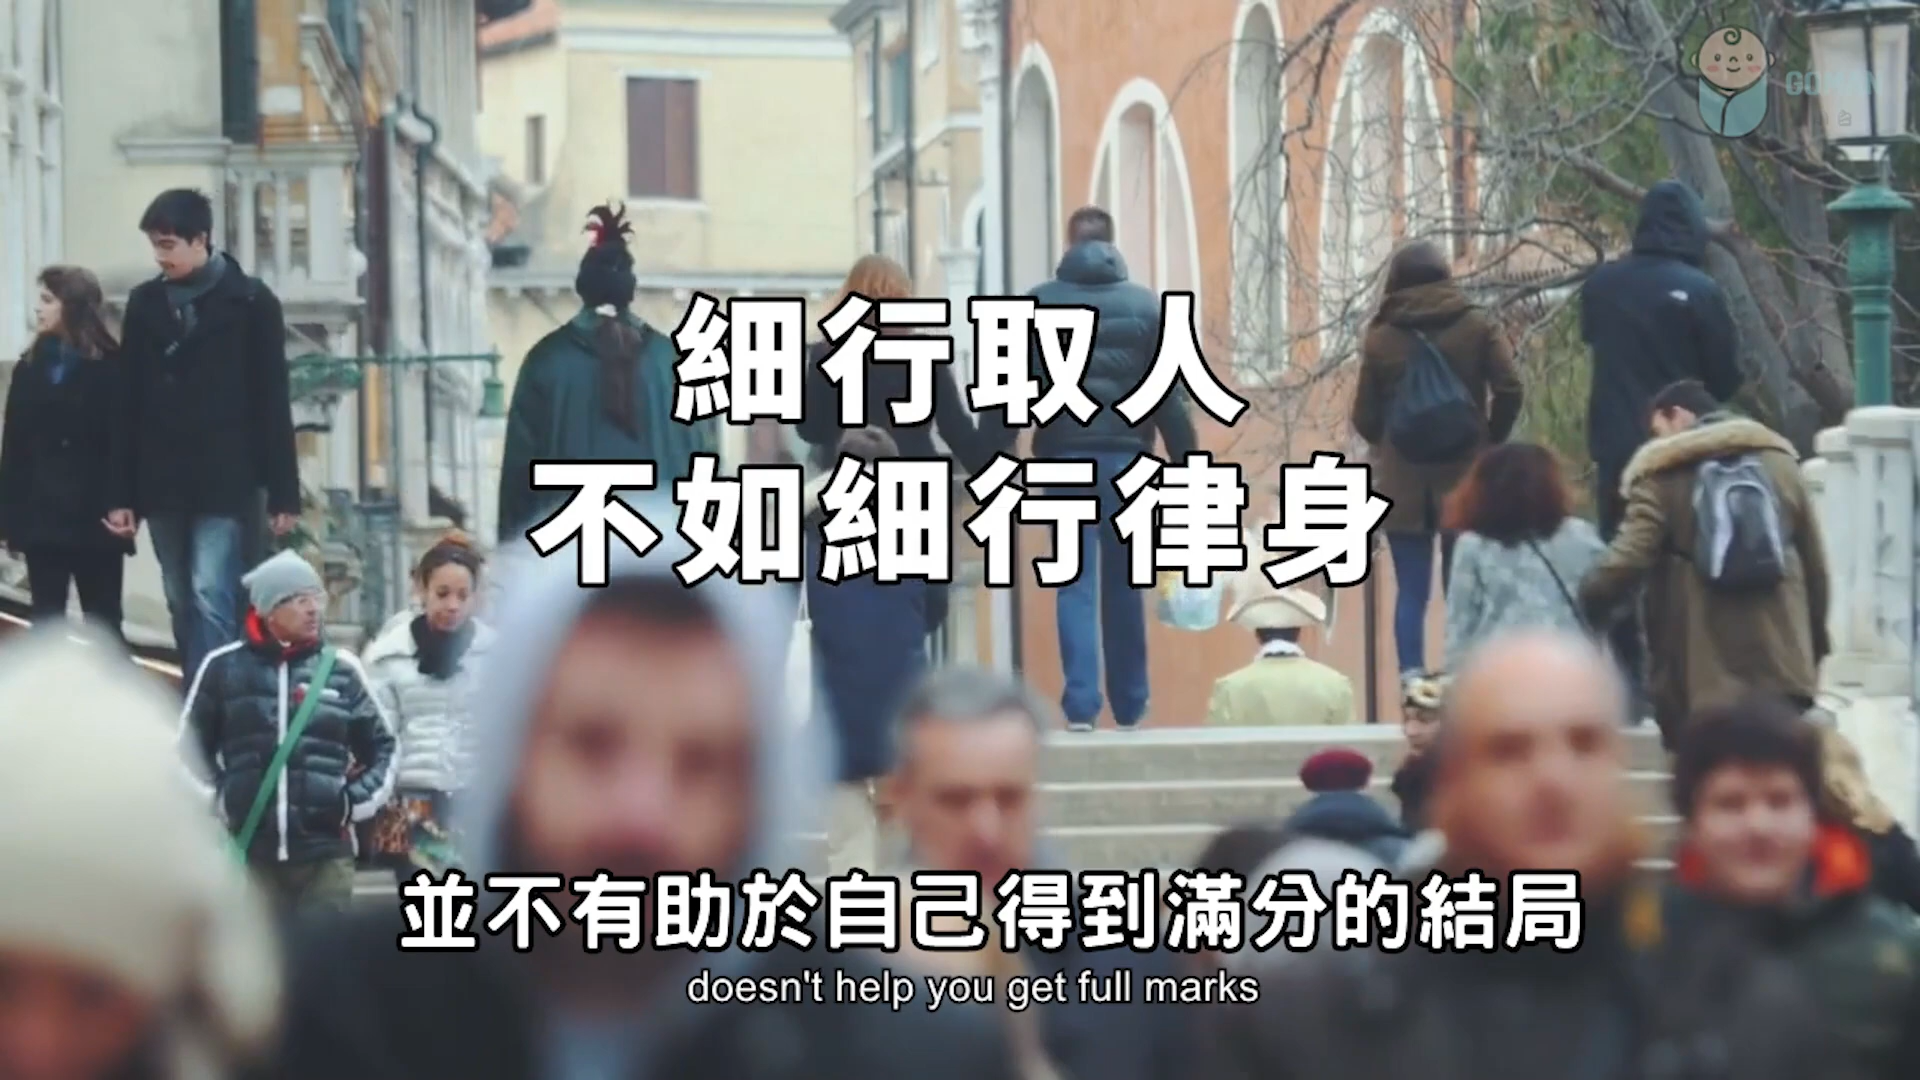 細行取人
不如細行律身
並不有助於自己得到滿分的結局
doesn't help you get full marks